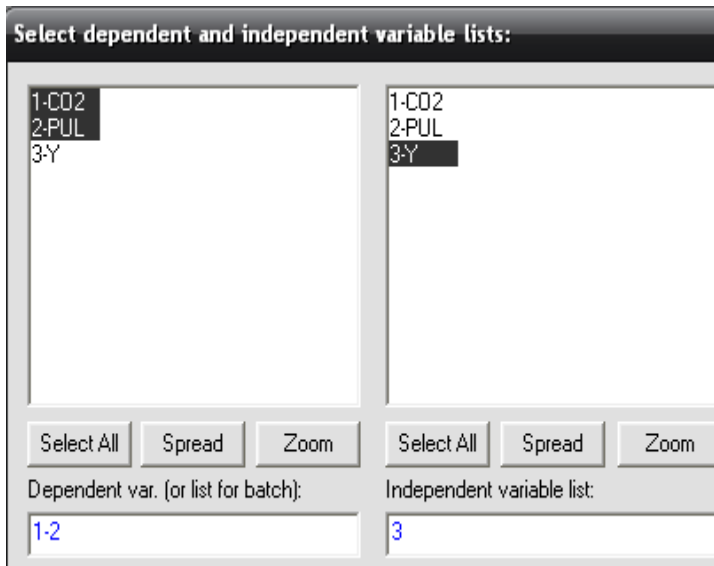 Select dependent and independent variable lists:
1-CO2
2-PUL
3-Y
1-CO2
2-PUL
3-Y
Select All Spread Zoom
Select All Spread Zoom
Dependent var. (or list for batch):
1-2
Independent variable list:
3